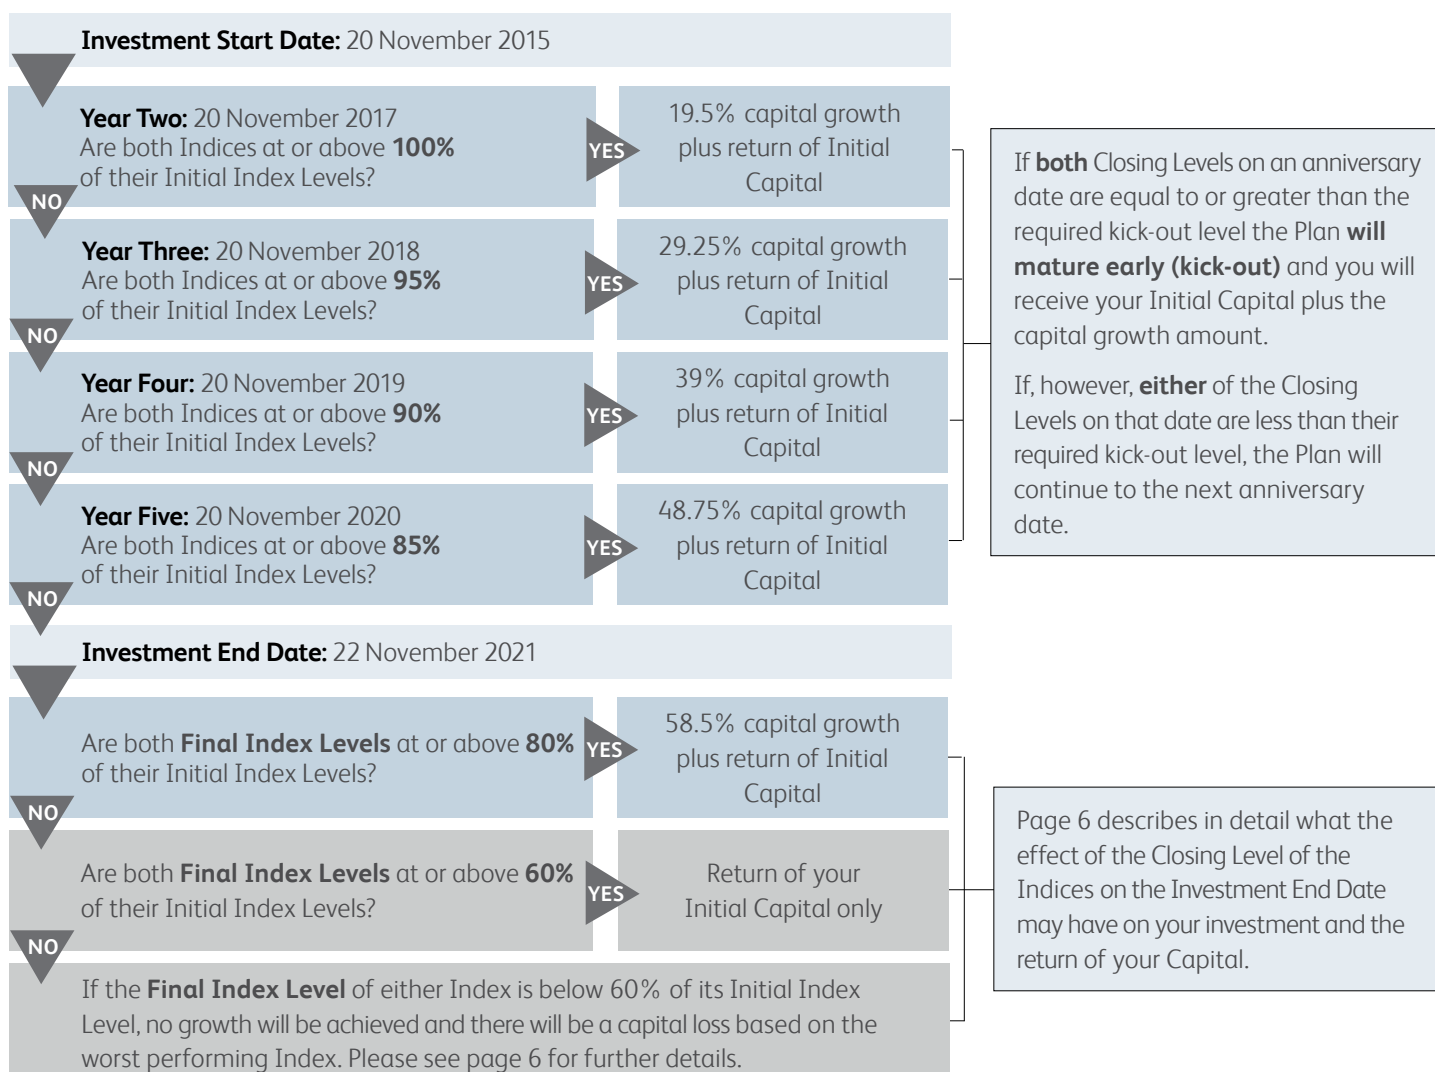 Investment Start Date: 20 November 2015
Year Two: 20 November 2017
Are both Indices at or above 100%
of their Initial Index Levels?
YES
19.5% capital growth
plus return of Initial
Capital
NO
Year Three: 20 November 2018
Are both Indices at or above 95%
of their Initial Index Levels?
YES
29.25% capital growth
plus return of Initial
Capital
NO
Year Four: 20 November 2019
Are both Indices at or above 90%
of their Initial Index Levels?
YES
39% capital growth
plus return of Initial
Capital
NO
Year Five: 20 November 2020
Are both Indices at or above 85%
of their Initial Index Levels?
YES
48.75% capital growth
plus return of Initial
Capital
NO
If both Closing Levels on an anniversary
date are equal to or greater than the
required kick-out level the Plan will
mature early (kick-out) and you will
receive your Initial Capital plus the
capital growth amount.
If, however, either of the Closing
Levels on that date are less than their
required kick-out level, the Plan will
continue to the next anniversary
date.
Investment End Date: 22 November 2021
Are both Final Index Levels at or above 80%
of their Initial Index Levels?
YES
58.5% capital growth
plus return of Initial
Capital
NO
Are both Final Index Levels at or above 60%
of their Initial Index Levels?
YES
Return of your
Initial Capital only
NO
If the Final Index Level of either Index is below 60% of its Initial Index
Level, no growth will be achieved and there will be a capital loss based on the
worst performing Index. Please see page 6 for further details.
Page 6 describes in detail what the
effect of the Closing Level of the
Indices on the Investment End Date
may have on your investment and the
return of your Capital.